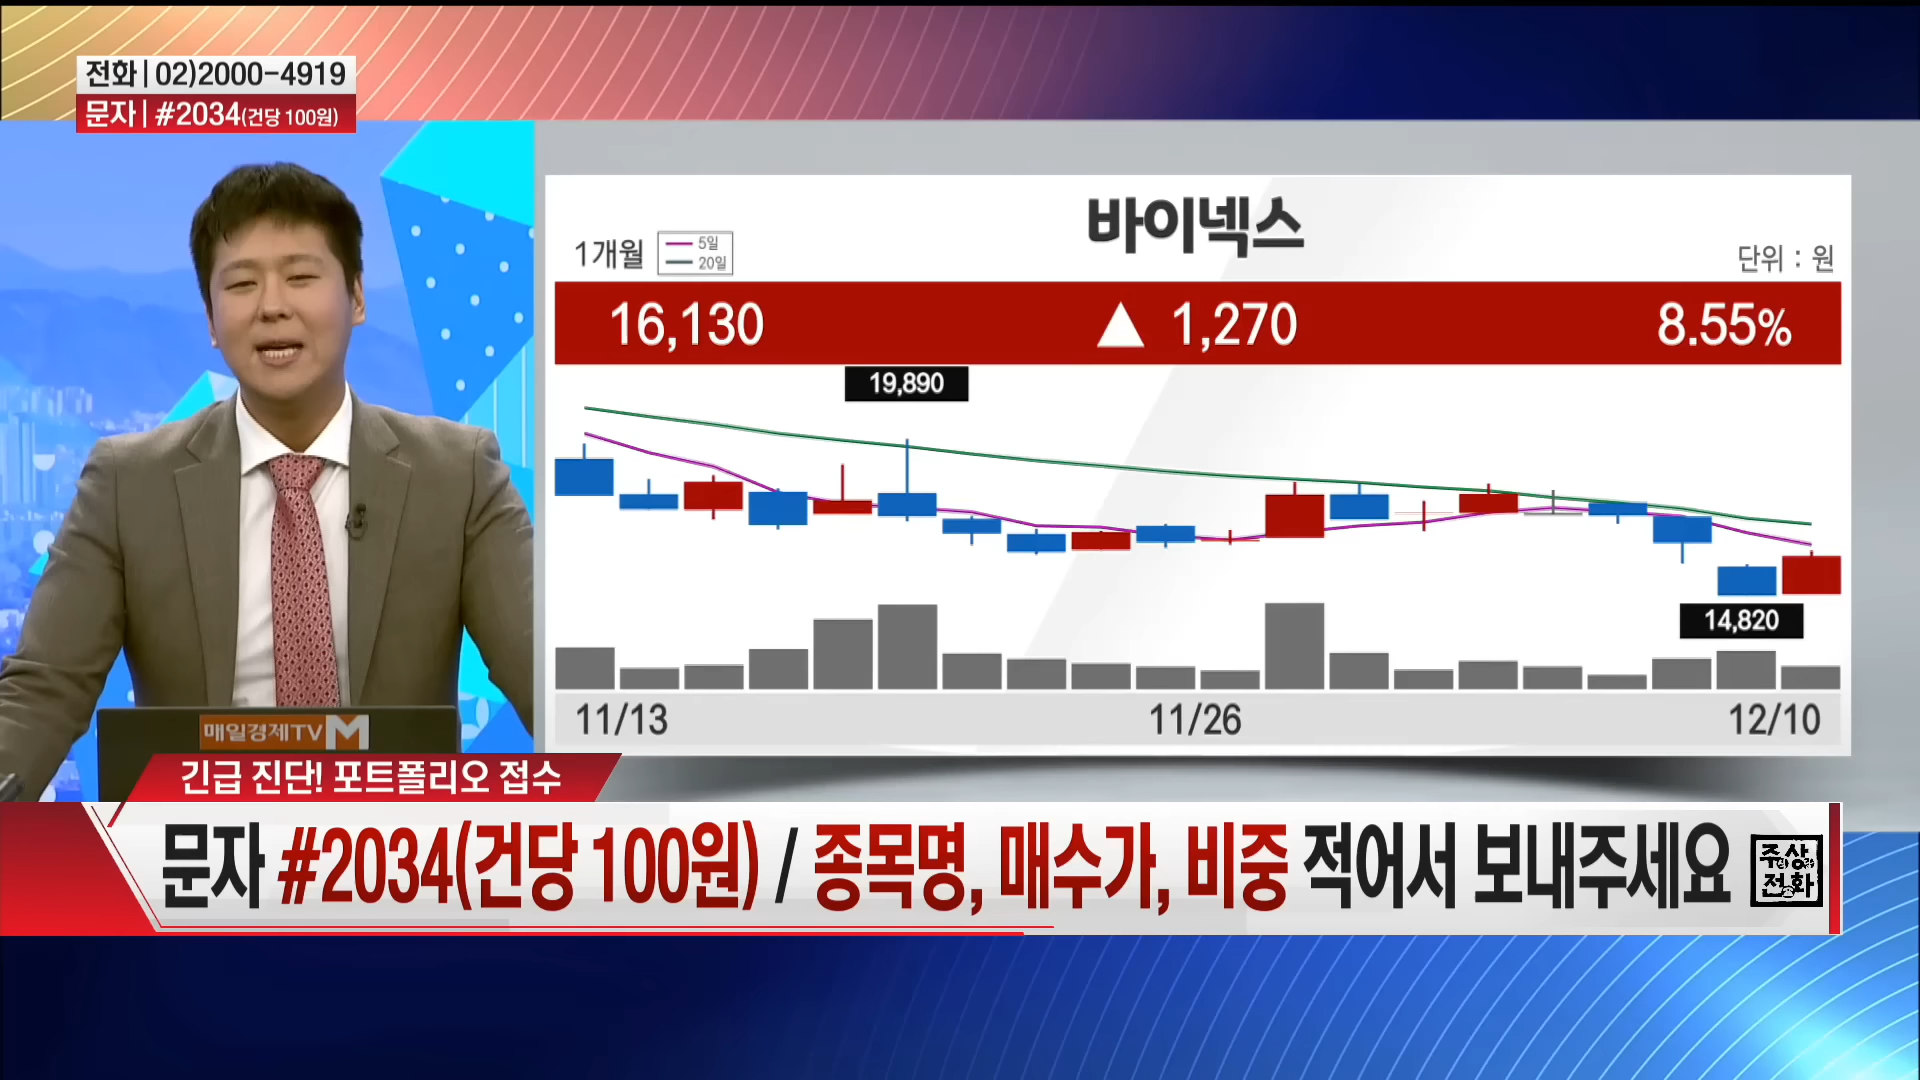 전화 | 02)2000-4919
문자 | #2034(건당 100원)
바이넥스
1개월
5일
20일
단위 : 원
16,130 ▲ 1,270 8.55%
19,890
14,820
11/13 11/26 12/10
매일경제TV M
긴급 진단! 포트폴리오 접수
문자 #2034(건당 100원) / 종목명, 매수가, 비중 적어서 보내주세요
주상
전화